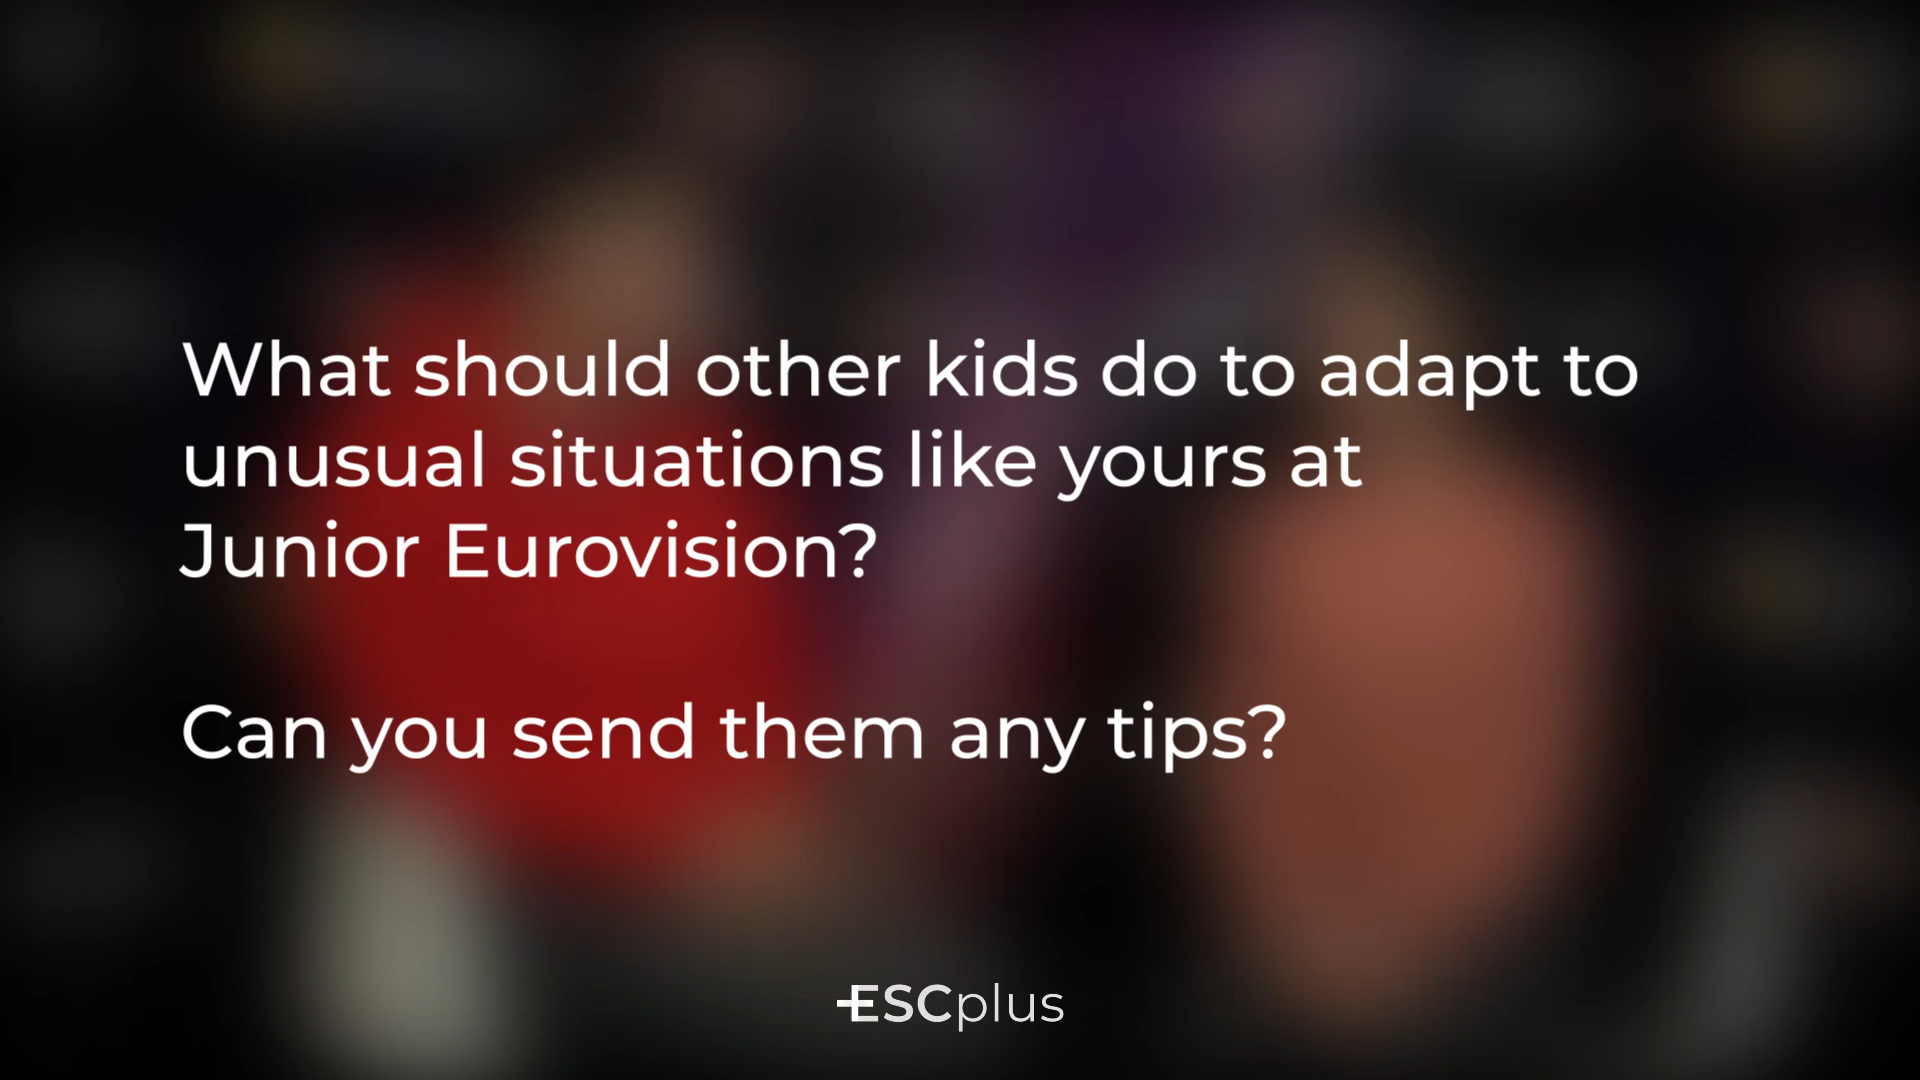 What should other kids do to adapt to
unusual situations like yours at
Junior Eurovision?
Can you send them any tips?
ESCplus